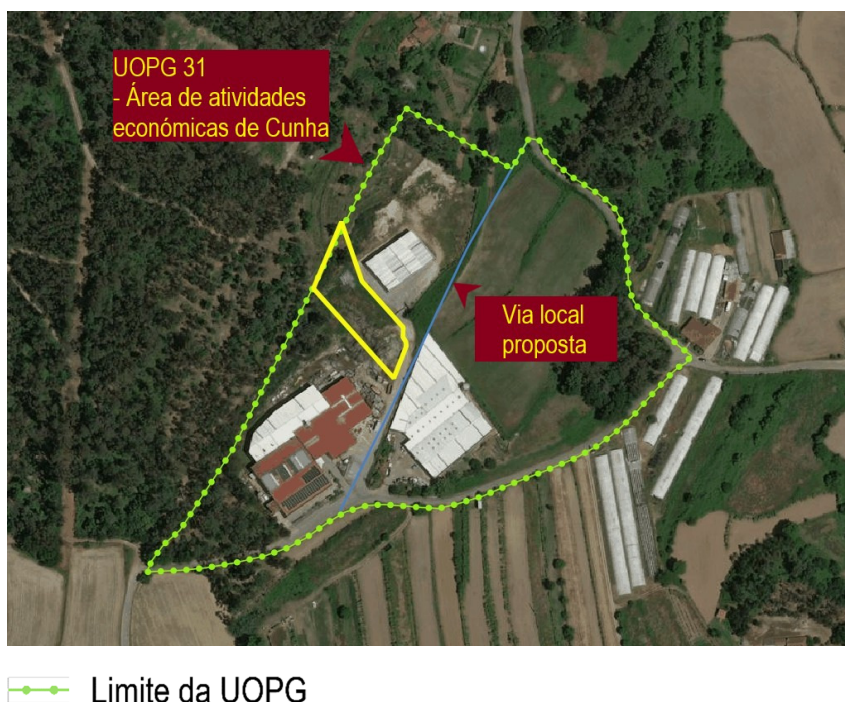 UOPG 31
- Área de atividades
económicas de Cunha
Via local
proposta
Limite da UOPG